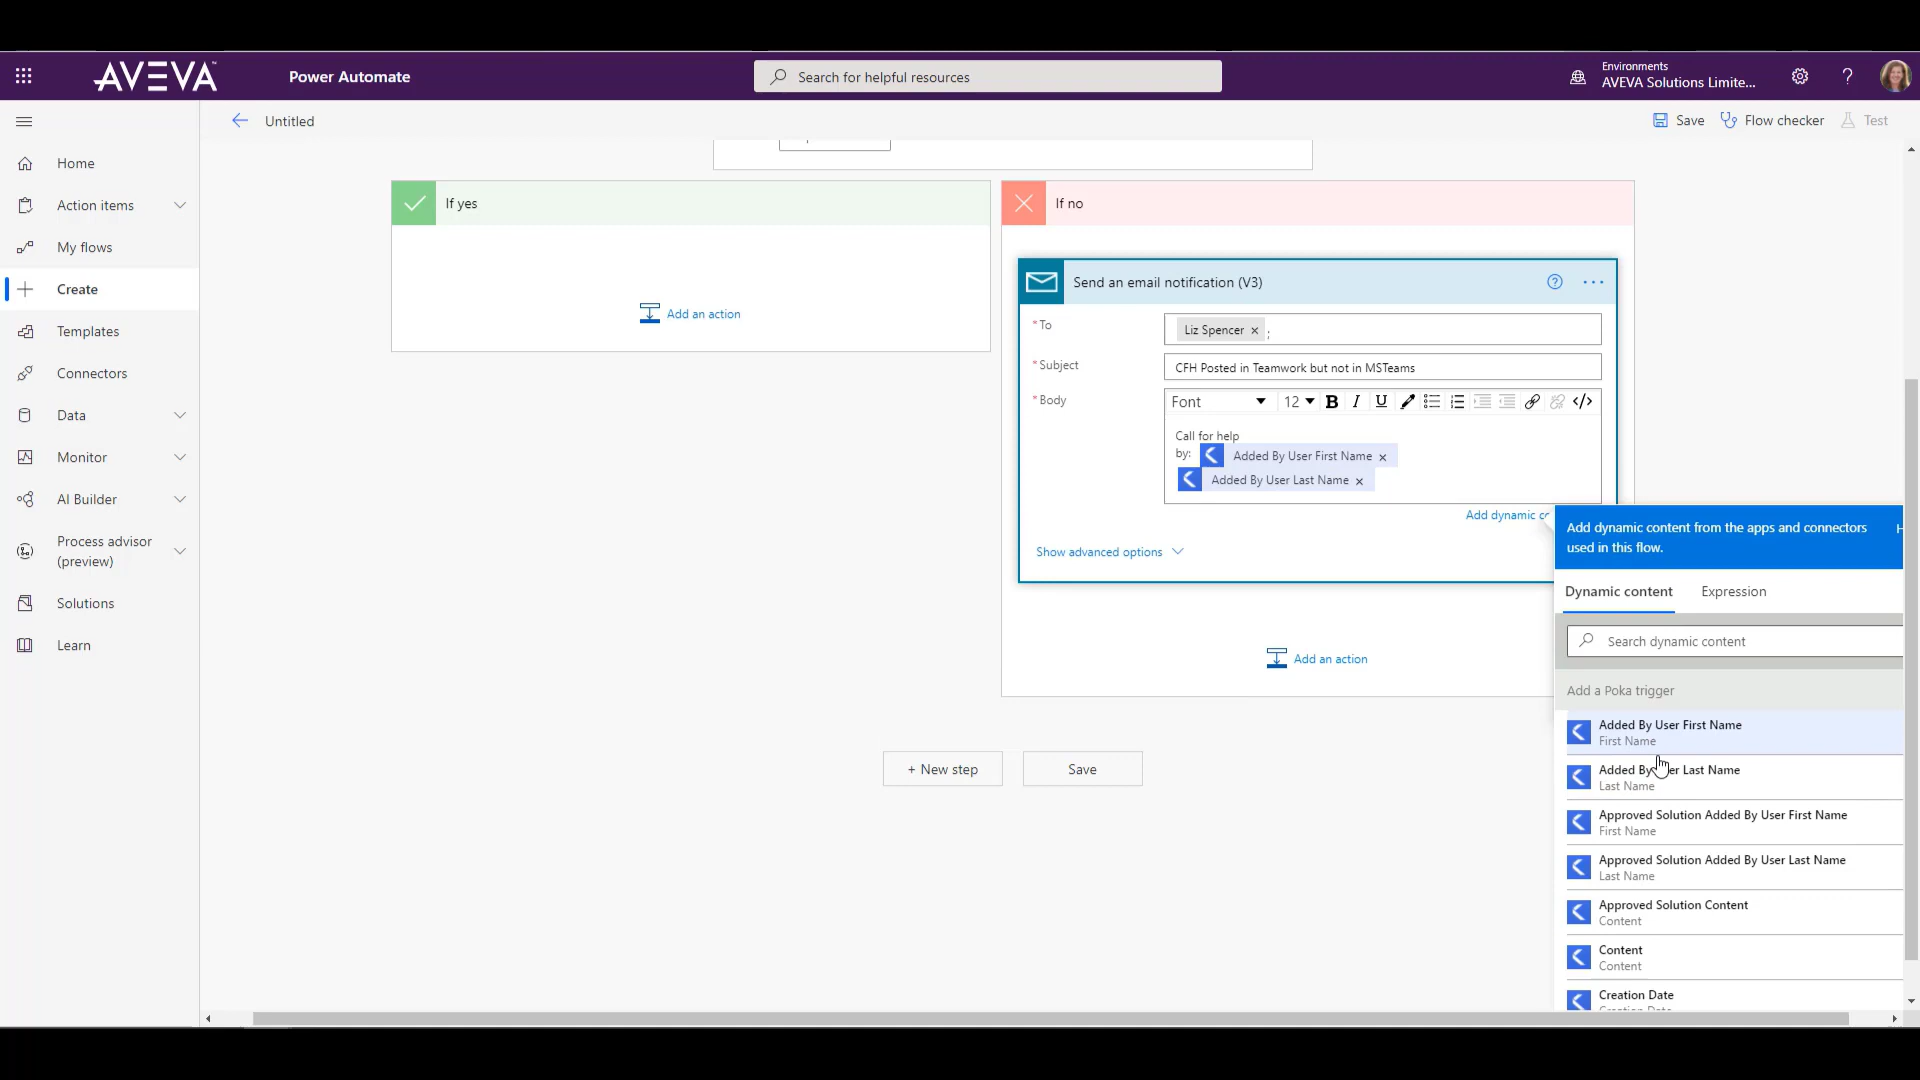 AVEVA™
Power Automate
Search for helpful resources
Environments
AVEVA Solutions Limite...
?
Untitled
Save
Flow checker
Test
Home
Action items
My flows
Create
Templates
Connectors
Data
Monitor
AI Builder
Process advisor
(preview)
Solutions
Learn
If yes
Add an action
If no
Send an email notification (V3)
?
...
* To
Liz Spencer × ;
* Subject
CFH Posted in Teamwork but not in MSTeams
* Body
Font
12
B
I
U
</>
Call for help
by: Added By User First Name ×
Added By User Last Name ×
Add dynamic co
Show advanced options
Add an action
+ New step
Save
Add dynamic content from the apps and connectors
used in this flow.
H
Dynamic content
Expression
Search dynamic content
Add a Poka trigger
Added By User First Name
First Name
Added By User Last Name
Last Name
Approved Solution Added By User First Name
First Name
Approved Solution Added By User Last Name
Last Name
Approved Solution Content
Content
Content
Content
Creation Date
Creation Date